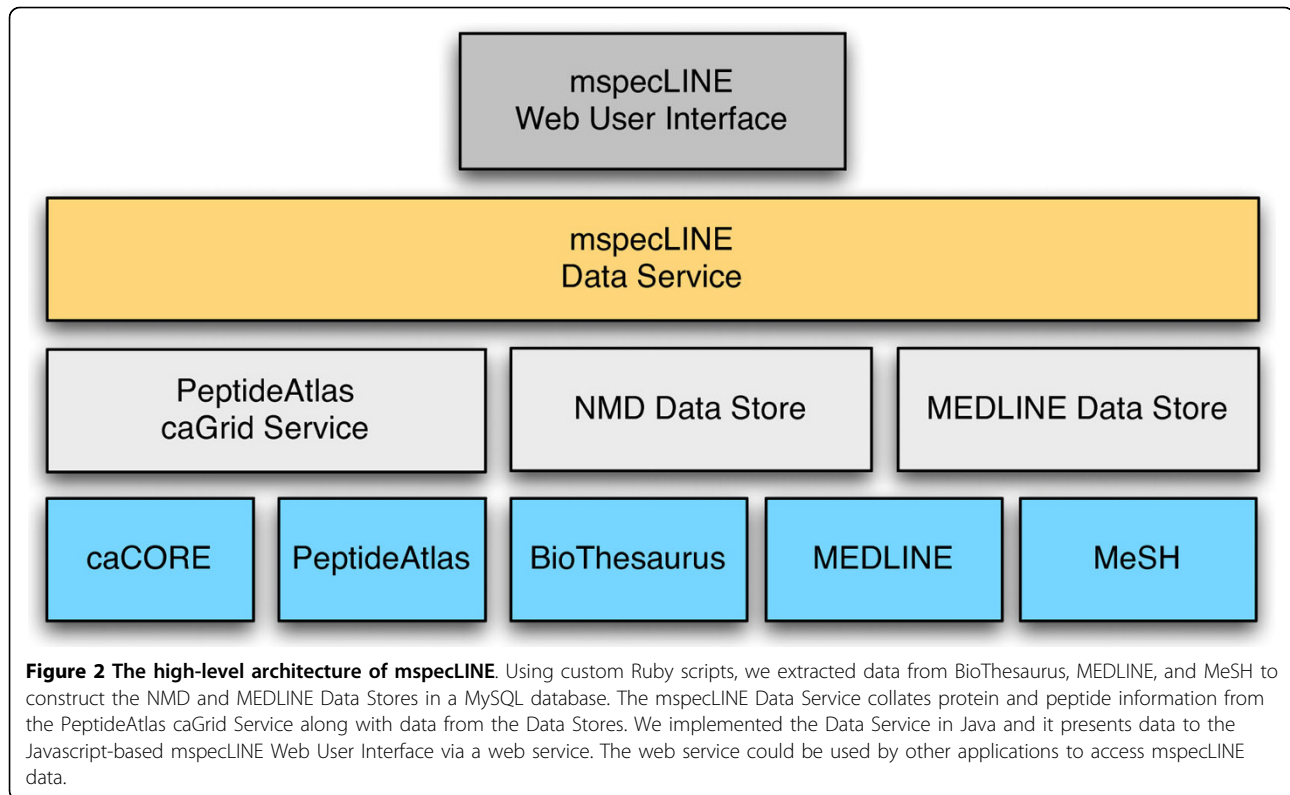 mspecLINE
Web User Interface
mspecLINE
Data Service
PeptideAtlas
caGrid Service
NMD Data Store
MEDLINE Data Store
caCORE
PeptideAtlas
BioThesaurus
MEDLINE
MeSH
Figure 2 The high-level architecture of mspecLINE. Using custom Ruby scripts, we extracted data from BioThesaurus, MEDLINE, and MeSH to
construct the NMD and MEDLINE Data Stores in a MySQL database. The mspecLINE Data Service collates protein and peptide information from
the PeptideAtlas caGrid Service along with data from the Data Stores. We implemented the Data Service in Java and it presents data to the
Javascript-based mspecLINE Web User Interface via a web service. The web service could be used by other applications to access mspecLINE
data.